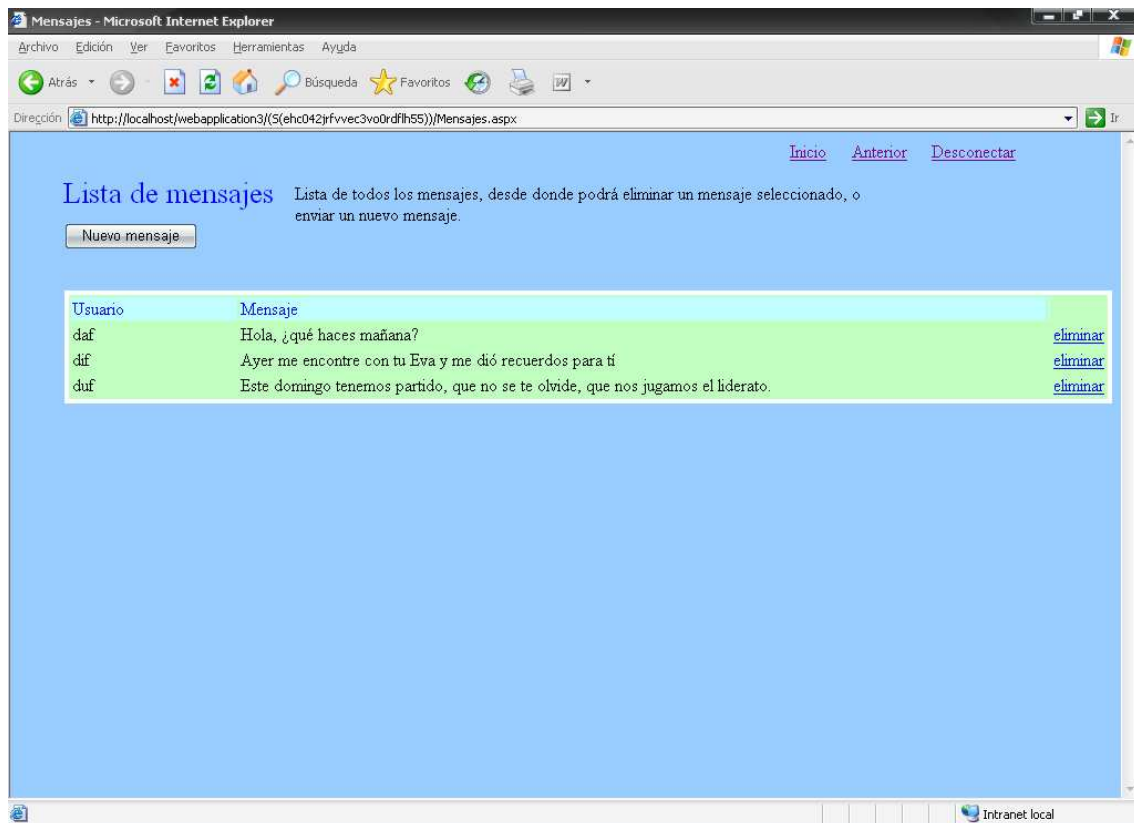 Mensajes - Microsoft Internet Explorer
Archivo Edición Ver Favoritos Herramientas Ayuda
Atrás Búsqueda Favoritos
Dirección http://localhost/webapplication3/(S(ehc042jrfvvec3vo0rdflh55))/Mensajes.aspx Ir
Inicio Anterior Desconectar
Lista de mensajes
Lista de todos los mensajes, desde donde podrá eliminar un mensaje seleccionado, o
enviar un nuevo mensaje.
Nuevo mensaje
Usuario Mensaje
daf Hola, ¿qué haces mañana? eliminar
dif Ayer me encontre con tu Eva y me dió recuerdos para tí eliminar
duf Este domingo tenemos partido, que no se te olvide, que nos jugamos el liderato. eliminar
Intranet local